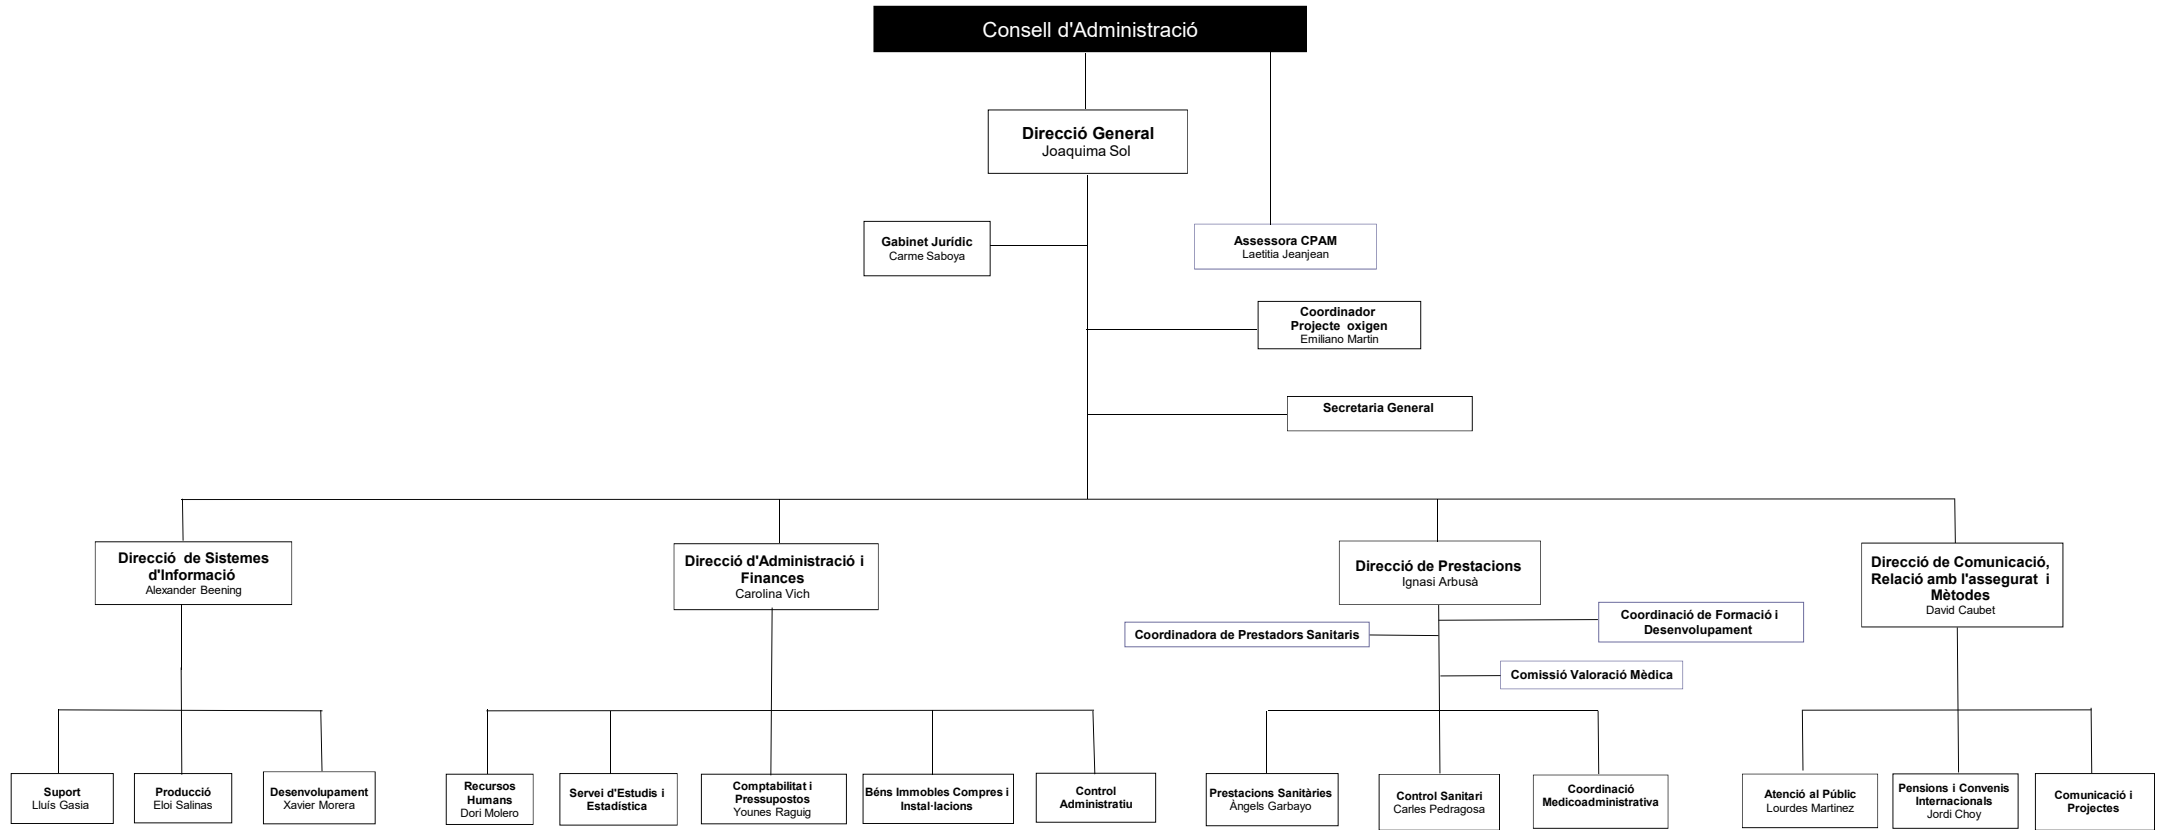 Consell d'Administració
Direcció General
Joaquima Sol
Gabinet Jurídic
Carme Saboya
Assessora CPAM
Laetitia Jeanjean
Coordinador
Projecte oxigen
Emiliano Martin
Secretaria General
Direcció de Sistemes
d'Informació
Alexander Beening
Direcció d'Administració i
Finances
Carolina Vich
Direcció de Prestacions
Ignasi Arbusà
Direcció de Comunicació,
Relació amb l'assegurat i
Mètodes
David Caubet
Coordinadora de Prestadors Sanitaris
Coordinació de Formació i
Desenvolupament
Comissió Valoració Mèdica
Suport
Lluís Gasia
Producció
Eloi Salinas
Desenvolupament
Xavier Morera
Recursos
Humans
Dori Molero
Servei d'Estudis i
Estadística
Comptabilitat i
Pressupostos
Younes Raguig
Béns Immobles Compres i
Instal·lacions
Control
Administratiu
Prestacions Sanitàries
Àngels Garbayo
Control Sanitari
Carles Pedragosa
Coordinació
Medicoadministrativa
Atenció al Públic
Lourdes Martinez
Pensions i Convenis
Internacionals
Jordi Choy
Comunicació i
Projectes